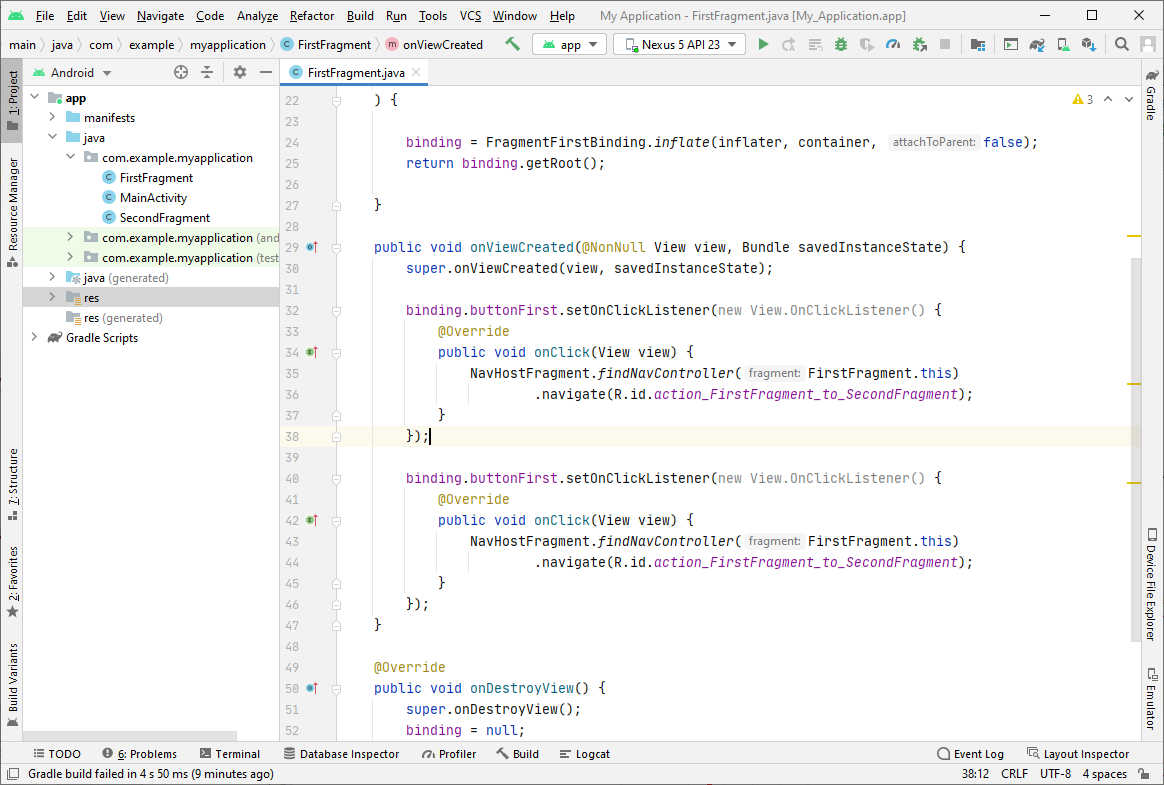 File Edit View Navigate Code Analyze Refactor Build Run Tools VCS Window Help My Application - FirstFragment.java [My_Application.app]
main java com example myapplication C FirstFragment m onViewCreated app Nexus 5 API 23
1: Project
Resource Manager
7: Structure
2: Favorites
Build Variants
Android
app
manifests
java
com.example.myapplication
C FirstFragment
C MainActivity
C SecondFragment
com.example.myapplication (and
com.example.myapplication (test
java (generated)
res
res (generated)
Gradle Scripts
C FirstFragment.java
3
22 ) {
23
24 binding = FragmentFirstBinding.inflate(inflater, container, attachToParent: false);
25 return binding.getRoot();
26
27 }
28
29 public void onViewCreated(@NonNull View view, Bundle savedInstanceState) {
30 super.onViewCreated(view, savedInstanceState);
31
32 binding.buttonFirst.setOnClickListener(new View.OnClickListener() {
33 @Override
34 public void onClick(View view) {
35 NavHostFragment.findNavController( fragment: FirstFragment.this)
36 .navigate(R.id.action_FirstFragment_to_SecondFragment);
37 }
38 });
39
40 binding.buttonFirst.setOnClickListener(new View.OnClickListener() {
41 @Override
42 public void onClick(View view) {
43 NavHostFragment.findNavController( fragment: FirstFragment.this)
44 .navigate(R.id.action_FirstFragment_to_SecondFragment);
45 }
46 });
47 }
48
49 @Override
50 public void onDestroyView() {
51 super.onDestroyView();
52 binding = null;
Gradle
Device File Explorer
Emulator
TODO 6: Problems Terminal Database Inspector Profiler Build Logcat Event Log Layout Inspector
Gradle build failed in 4 s 50 ms (9 minutes ago) 38:12 CRLF UTF-8 4 spaces